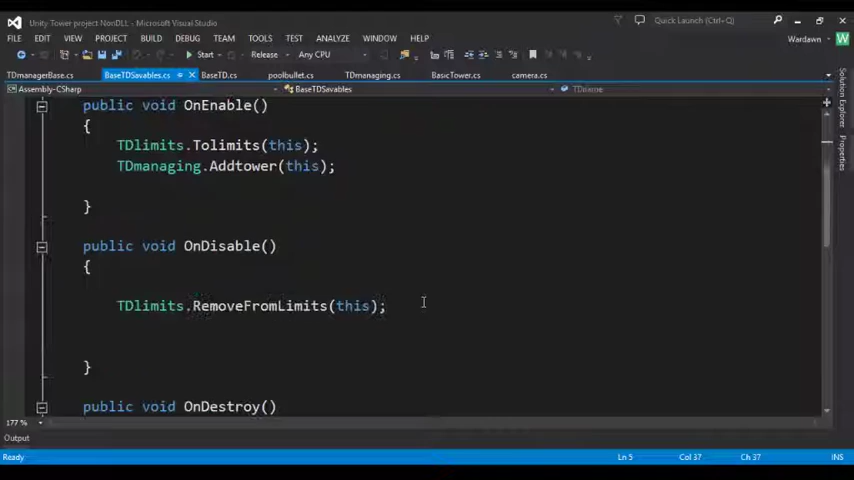 Unity Tower project NonDLL - Microsoft Visual Studio
Quick Launch (Ctrl+Q)
FILE EDIT VIEW PROJECT BUILD DEBUG TEAM TOOLS TEST ANALYZE WINDOW HELP
Wardawn W
Start Release Any CPU
TDmanagerBase.cs BaseTDSavables.cs BaseTD.cs poolbullet.cs TDmanaging.cs BasicTower.cs camera.cs
Assembly-CSharp BaseTDSavables TDname
public void OnEnable()
{
TDlimits.Tolimits(this);
TDmanaging.Addtower(this);
}
public void OnDisable()
{
TDlimits.RemoveFromLimits(this);
}
public void OnDestroy()
177 %
Output
Ready Ln 5 Col 37 Ch 37 INS
Solution Explorer
Properties